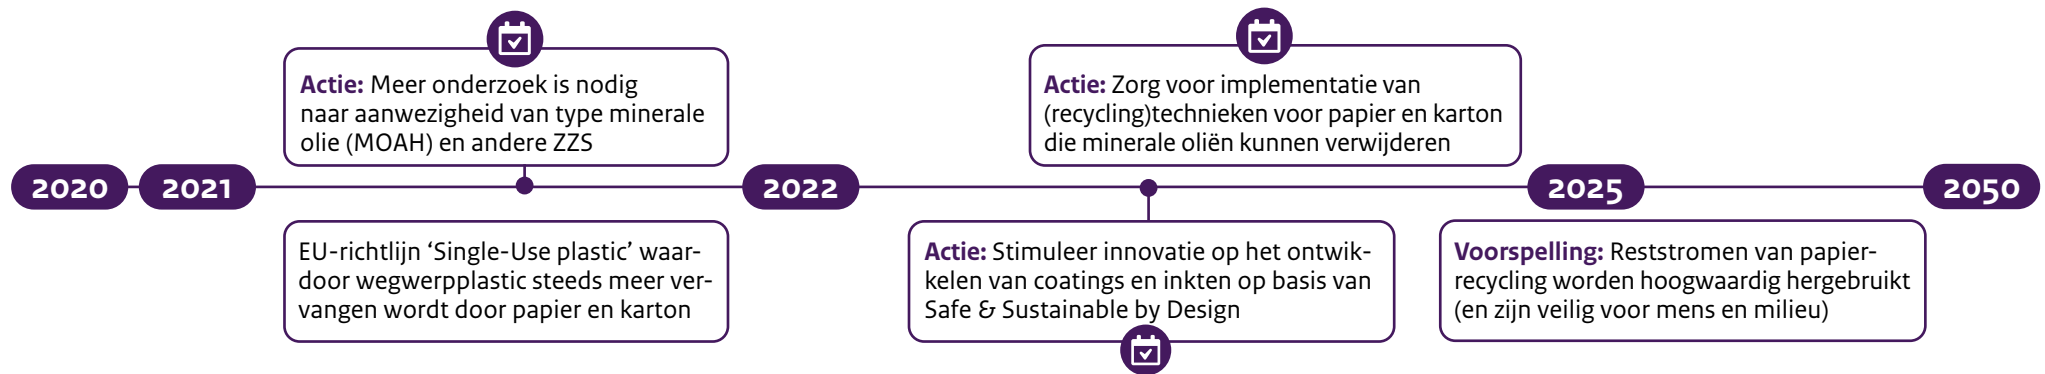 Actie: Meer onderzoek is nodig
naar aanwezigheid van type minerale
olie (MOAH) en andere ZZS
Actie: Zorg voor implementatie van
(recycling)technieken voor papier en karton
die minerale oliën kunnen verwijderen
2020
2021
2022
2025
2050
EU-richtlijn ‘Single-Use plastic’ waar-
door wegwerpplastic steeds meer ver-
vangen wordt door papier en karton
Actie: Stimuleer innovatie op het ontwik-
kelen van coatings en inkten op basis van
Safe & Sustainable by Design
Voorspelling: Reststromen van papier-
recycling worden hoogwaardig hergebruikt
(en zijn veilig voor mens en milieu)